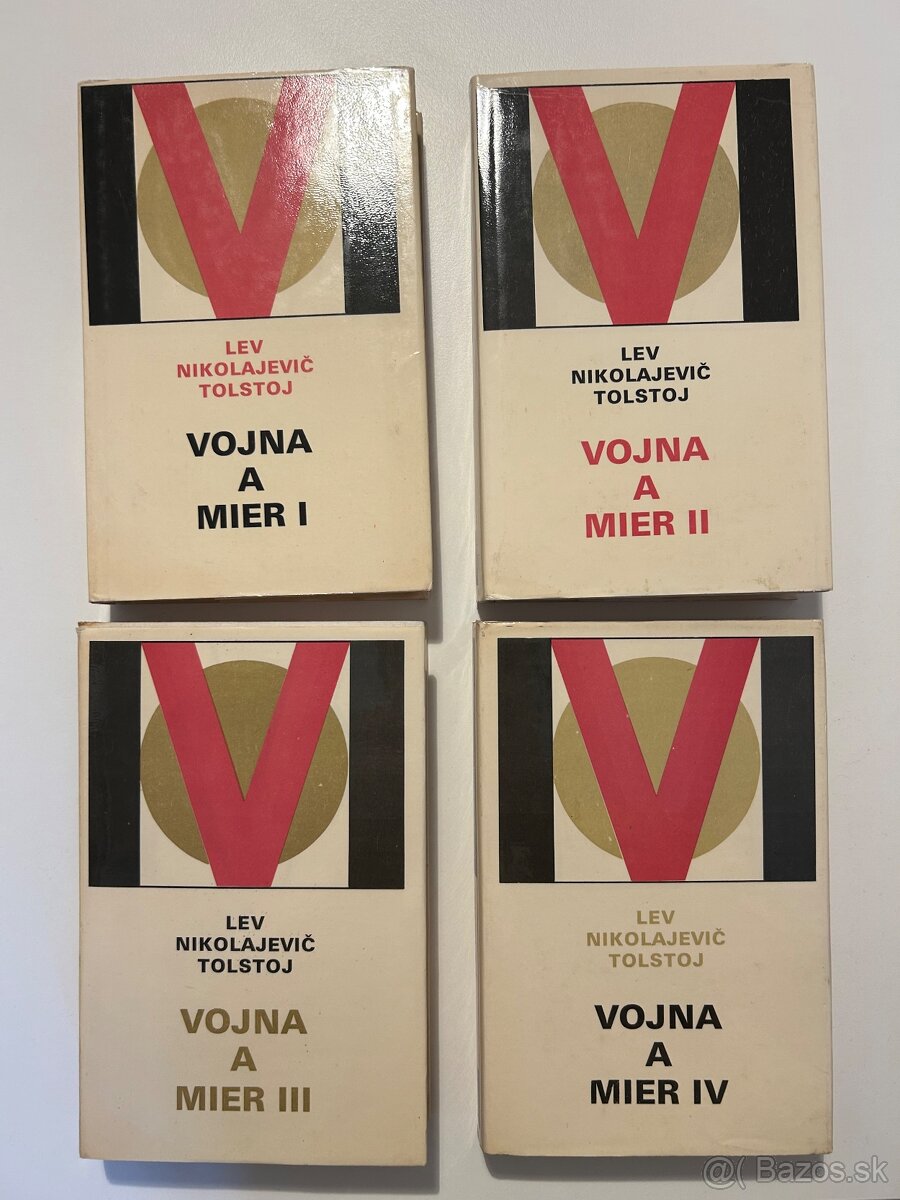 LEV
NIKOLAJEVIČ
TOLSTOJ
VOJNA
A
MIER I
LEV
NIKOLAJEVIČ
TOLSTOJ
VOJNA
A
MIER II
LEV
NIKOLAJEVIČ
TOLSTOJ
VOJNA
A
MIER III
LEV
NIKOLAJEVIČ
TOLSTOJ
VOJNA
A
MIER IV
@( Bazos.sk